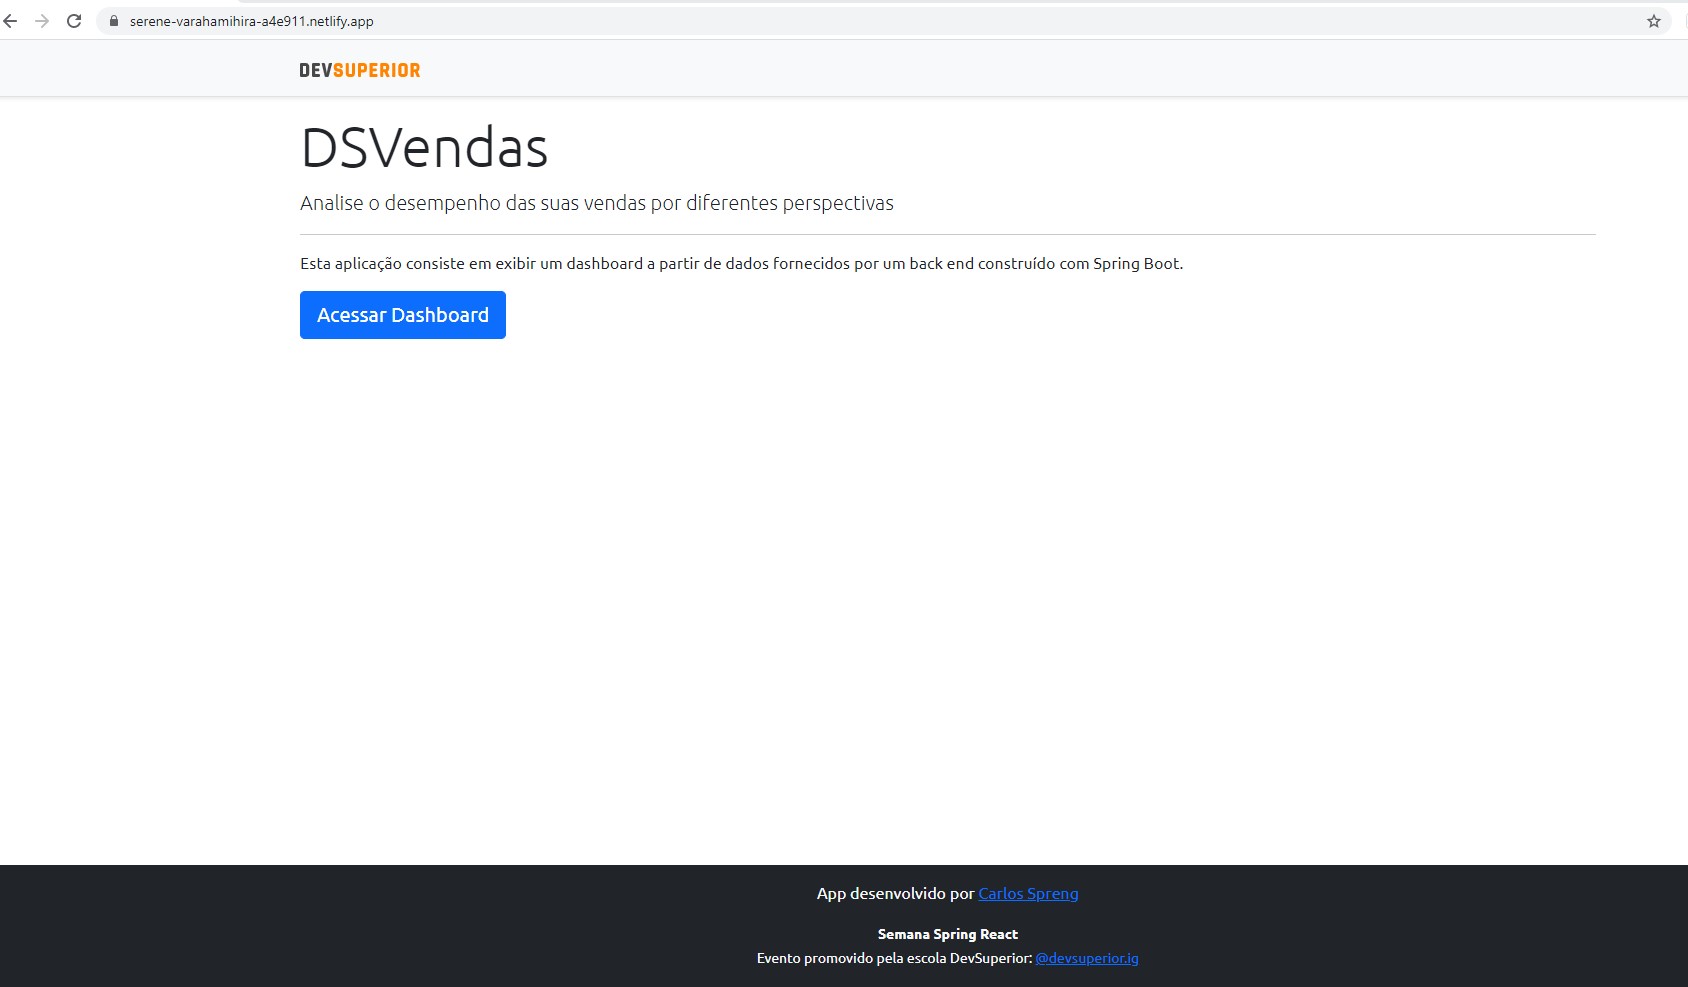 serene-varahamihira-a4e911.netlify.app
DEVSUPERIOR
DSVendas
Analise o desempenho das suas vendas por diferentes perspectivas
Esta aplicação consiste em exibir um dashboard a partir de dados fornecidos por um back end construído com Spring Boot.
Acessar Dashboard
App desenvolvido por Carlos Spreng
Semana Spring React
Evento promovido pela escola DevSuperior: @devsuperior.ig